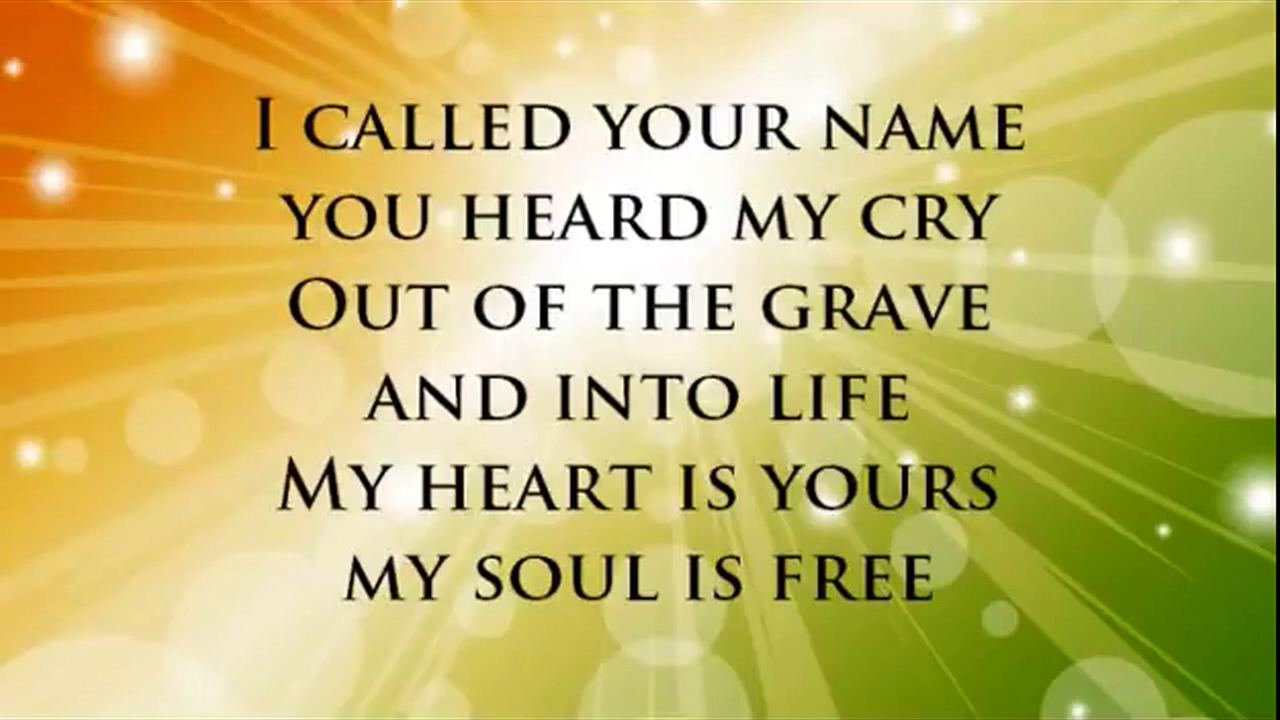 I CALLED YOUR NAME
YOU HEARD MY CRY
OUT OF THE GRAVE
AND INTO LIFE
MY HEART IS YOURS
MY SOUL IS FREE